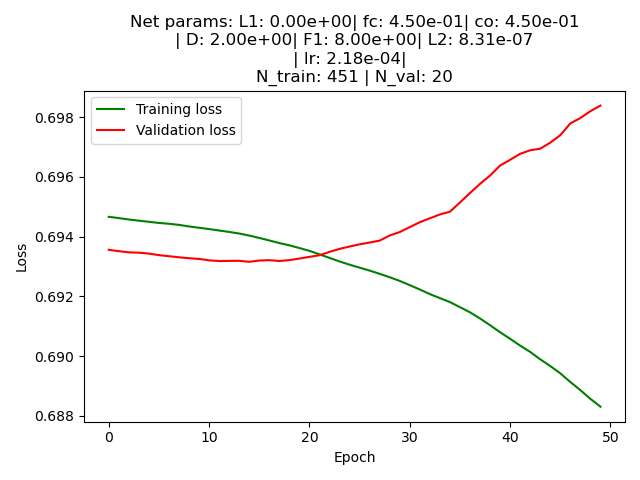 Net params: L1: 0.00e+00| fc: 4.50e-01| co: 4.50e-01
| D: 2.00e+00| F1: 8.00e+00| L2: 8.31e-07
| lr: 2.18e-04|
N_train: 451 | N_val: 20
Training loss
Validation loss
0.698
0.696
0.694
0.692
0.690
0.688
Loss
0
10
20
30
40
50
Epoch